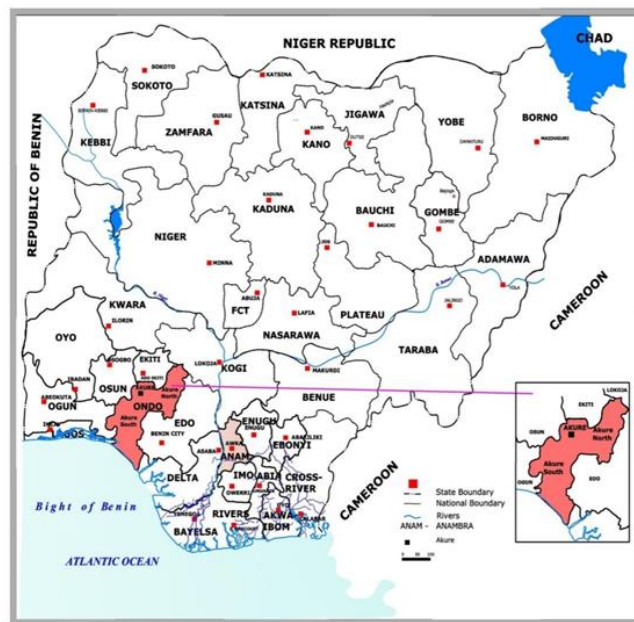 CHAD
NIGER REPUBLIC
SOKOTO
KATSINA
SOKOTO
KATSINA
JIGAWA
YOBE
BORNO
GUSAU
ZAMFARA
KANO
KANO
DUTSE
DAMATURU
MAIDUGURI
KEBBI
REPUBLIC OF BENIN
KADUNA
KADUNA
BAUCHI
BAUCHI
GOMBE
GOMBE
NIGER
MINNA
JOS
ADAMAWA
YOLA
KWARA
FCT
ABUJA
LAFIA
PLATEAU
JALINGO
NASARAWA
TARABA
CAMEROON
OYO
ILORIN
LOKOJA
KOGI
MAKURDI
BENUE
EKITI
OSUN
IBADAN
ABEOKUTA
OGUN
AKURE
ONDO
Akure North
Akure South
LAGOS
EDO
BENIN CITY
ENUGU
ENUGU
ABAKILIKI
EBONYI
AWKA
ANAM
ASABA
DELTA
IMO
ABIA
OWERRI
CROSS-
RIVER
CAMEROON
RIVERS
AKWA
IBOM
CALABAR
BAYELSA
Bight of Benin
ATLANTIC OCEAN
State Boundary
National Boundary
Rivers
ANAM - ANAMBRA
Akure
LOKOJA
EKITI
OSUN
AKURE
Akure North
Akure South
OGUN
EDO